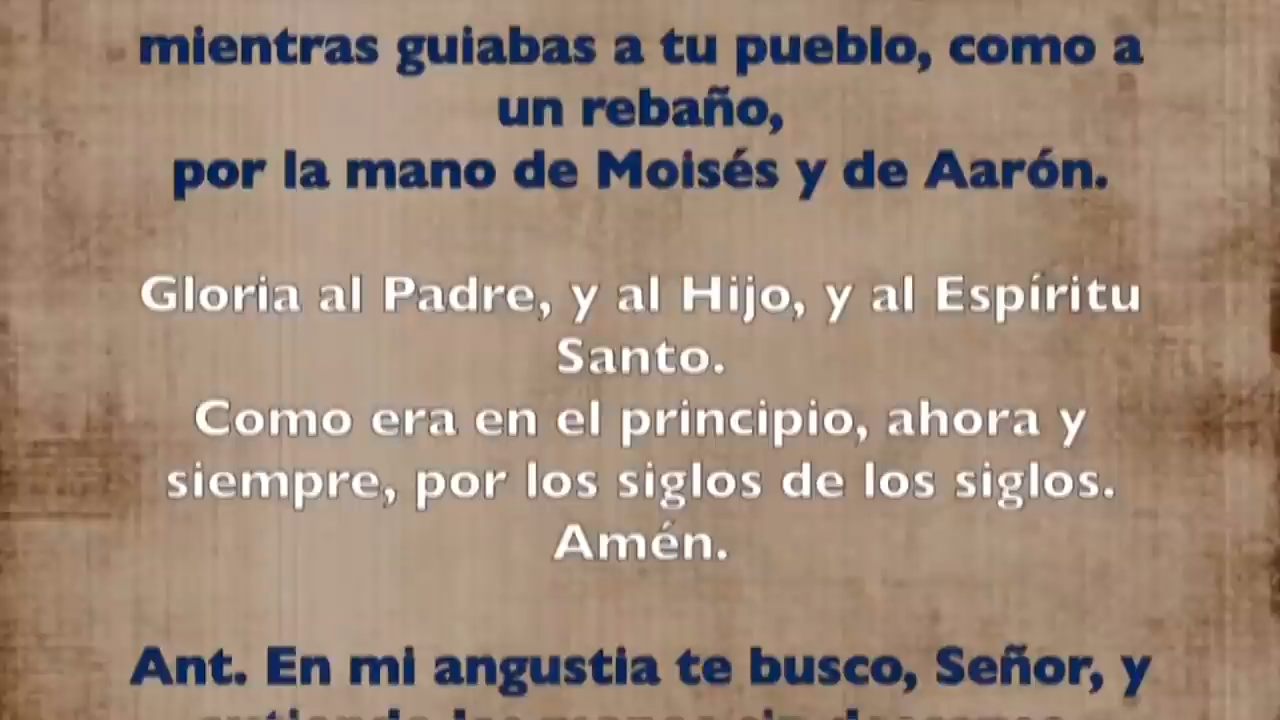 mientras guiabas a tu pueblo, como a
un rebaño,
por la mano de Moisés y de Aarón.
Gloria al Padre, y al Hijo, y al Espíritu
Santo.
Como era en el principio, ahora y
siempre, por los siglos de los siglos.
Amén.
Ant. En mi angustia te busco, Señor, y